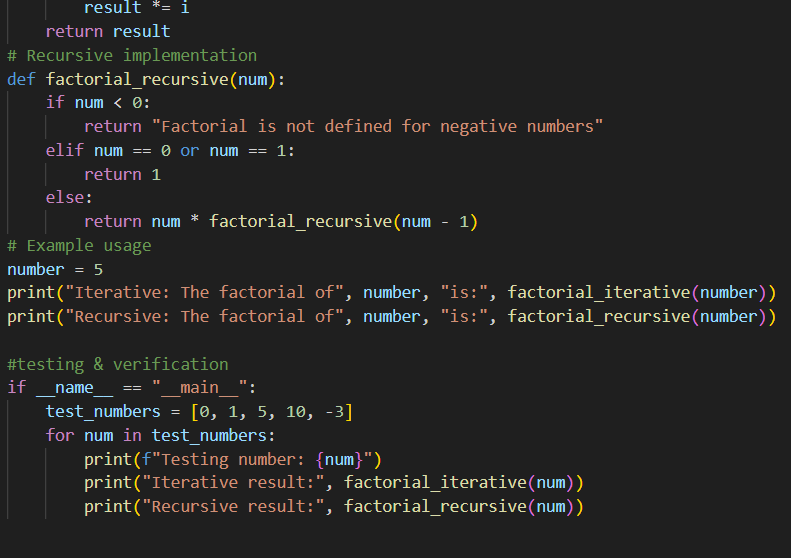 result *= i
    return result
# Recursive implementation
def factorial_recursive(num):
    if num < 0:
        return "Factorial is not defined for negative numbers"
    elif num == 0 or num == 1:
        return 1
    else:
        return num * factorial_recursive(num - 1)
# Example usage
number = 5
print("Iterative: The factorial of", number, "is:", factorial_iterative(number))
print("Recursive: The factorial of", number, "is:", factorial_recursive(number))

#testing & verification
if __name__ == "__main__":
    test_numbers = [0, 1, 5, 10, -3]
    for num in test_numbers:
        print(f"Testing number: {num}")
        print("Iterative result:", factorial_iterative(num))
        print("Recursive result:", factorial_recursive(num))